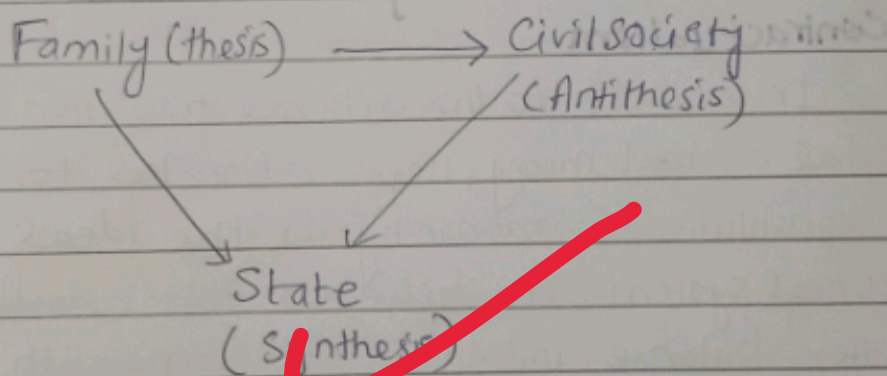 Family (thesis) → Civil society
(Antithesis)
State
(Synthesis)